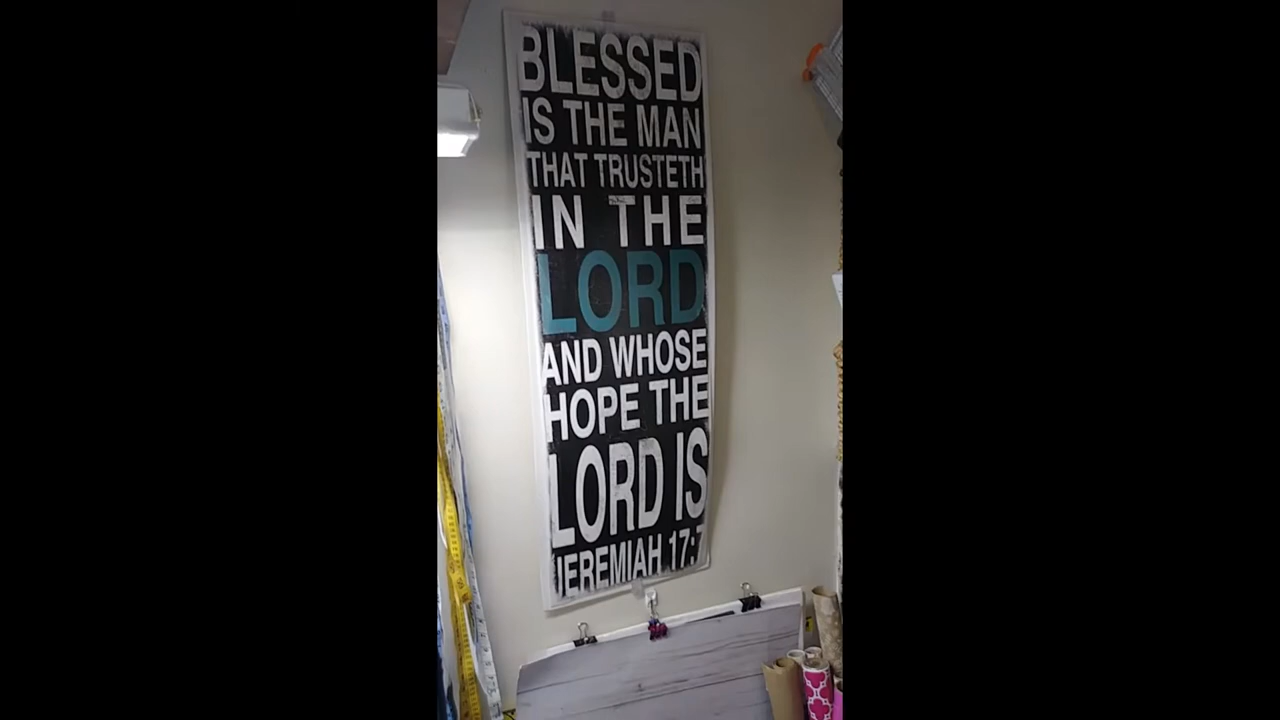 BLESSED
IS THE MAN
THAT TRUSTETH
IN THE
LORD
AND WHOSE
HOPE THE
LORD IS
JEREMIAH 17:7